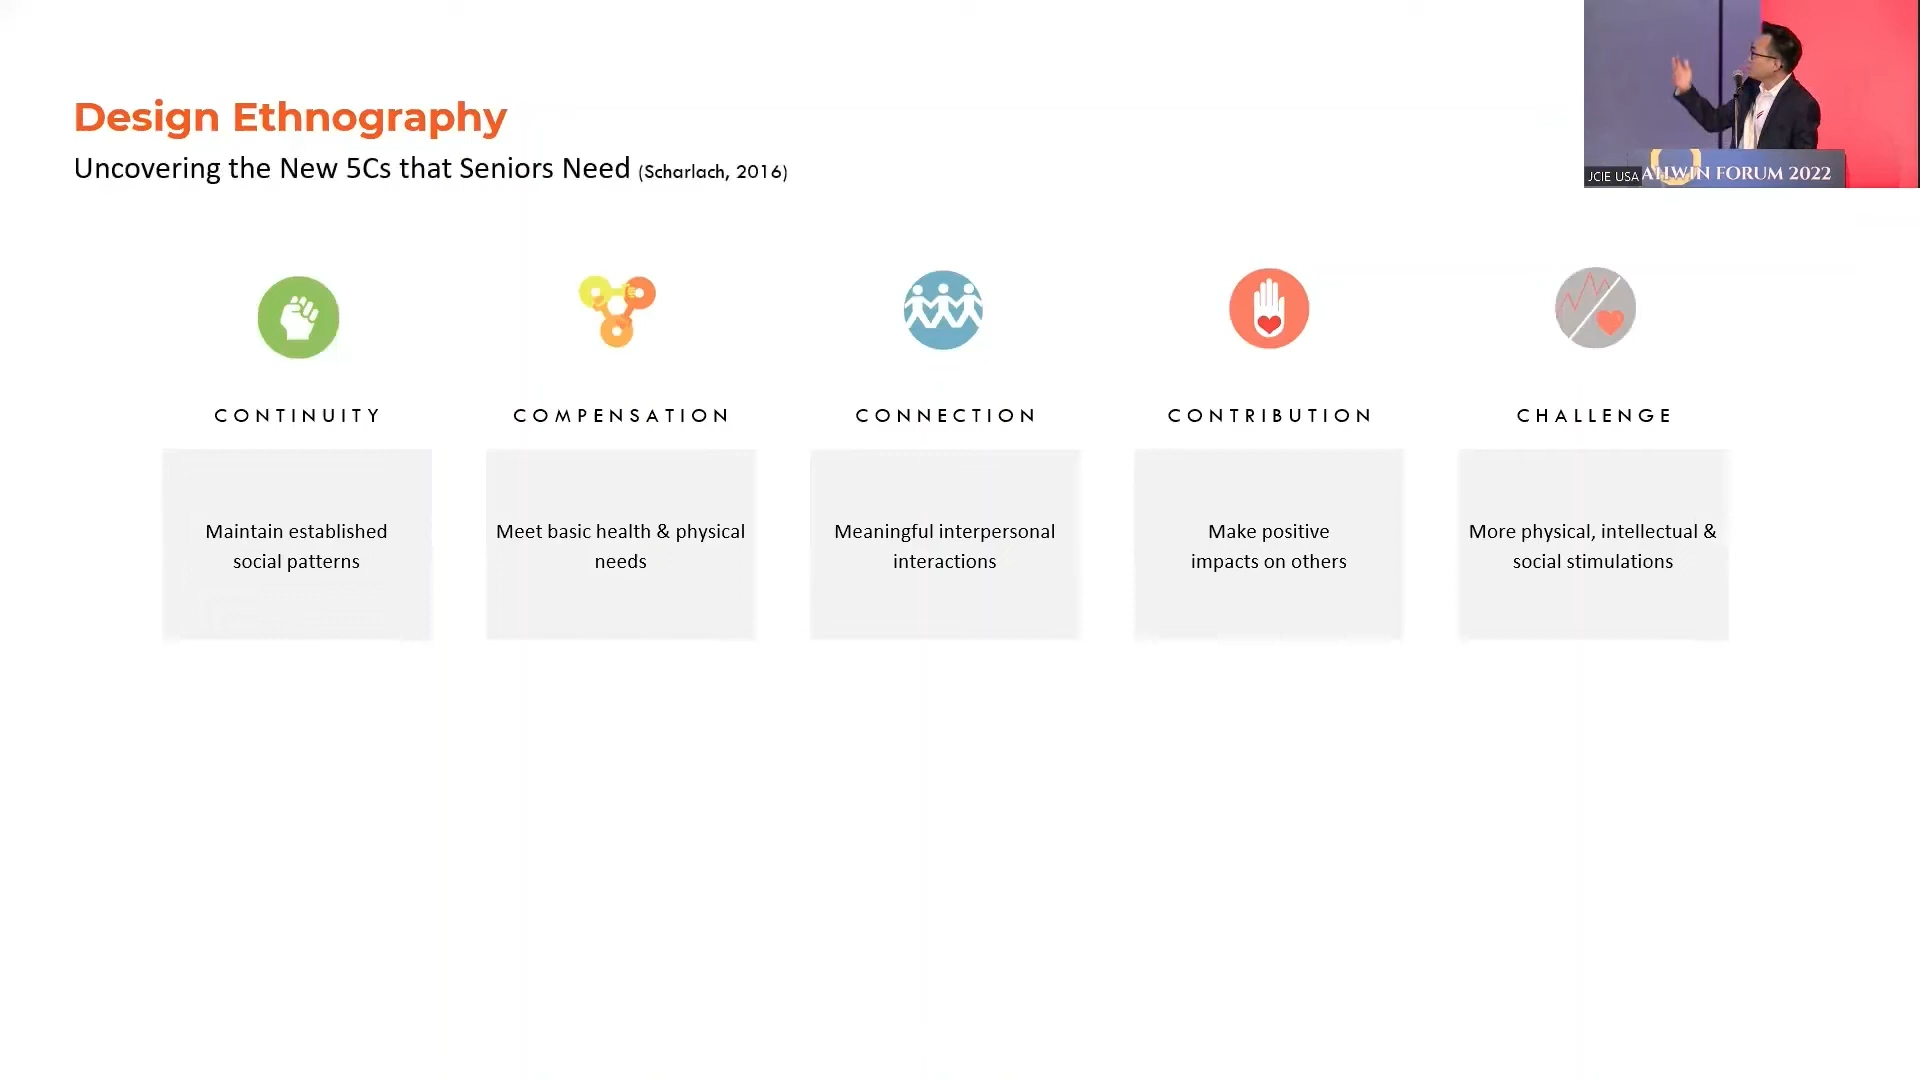 Design Ethnography
Uncovering the New 5Cs that Seniors Need (Scharlach, 2016)
JCIE USA
AHWIN FORUM 2022
CONTINUITY
COMPENSATION
CONNECTION
CONTRIBUTION
CHALLENGE
Maintain established
social patterns
Meet basic health & physical
needs
Meaningful interpersonal
interactions
Make positive
impacts on others
More physical, intellectual &
social stimulations